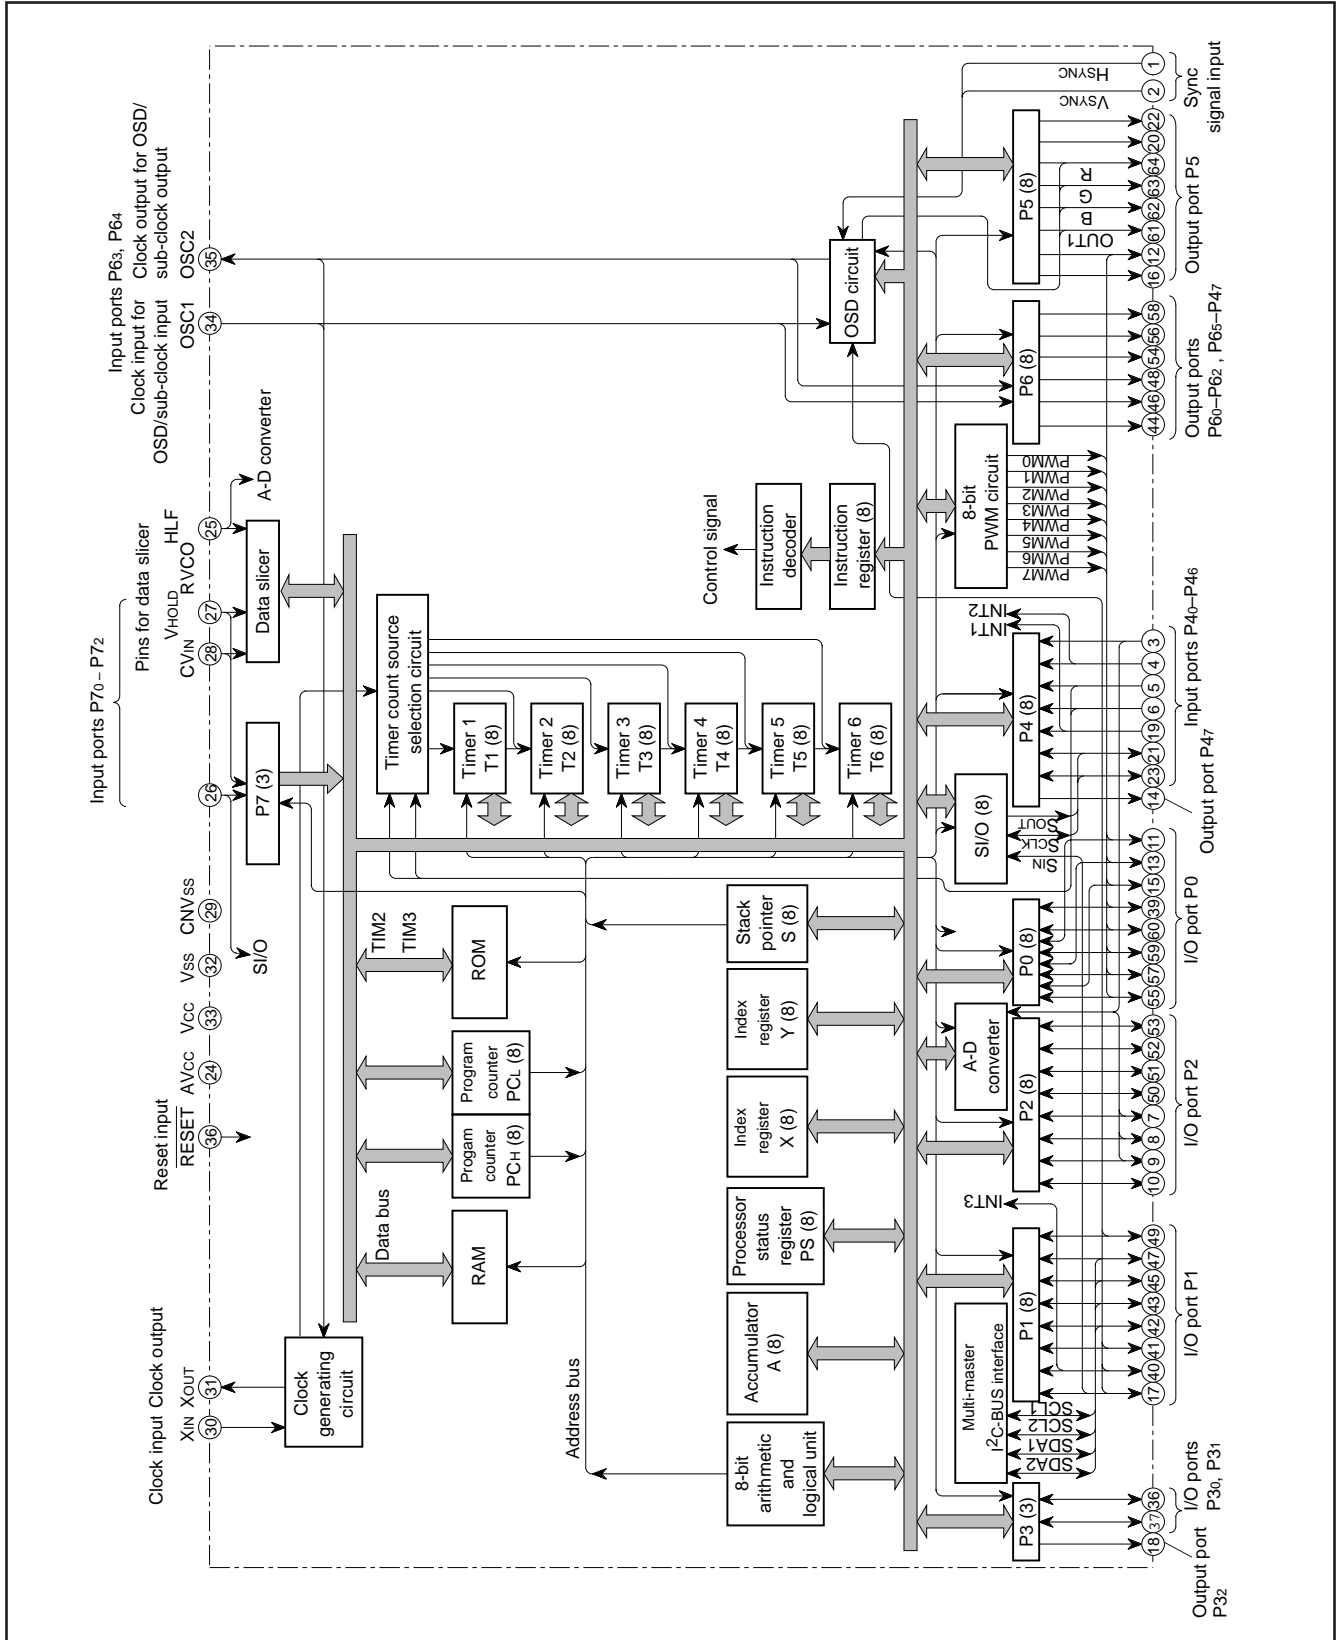 Clock input
XIN
30
Clock output
XOUT
31
Reset input
RESET
36
AVCC
24
VCC
33
VSS
32
CNVSS
29
SI/O
Input ports P70 – P72
26
Pins for data slicer
CVIN
28
VHOLD
27
RVCO
HLF
25
A-D converter
Input ports P63, P64
Clock input for
OSD/sub-clock input
OSC1
34
Clock output for OSD/
sub-clock output
OSC2
35
Clock
generating
circuit
P7 (3)
Data slicer
Data bus
RAM
Progam
counter
PCH (8)
Program
counter
PCL (8)
ROM
TIM2
TIM3
Timer count source
selection circuit
Timer 1
T1 (8)
Timer 2
T2 (8)
Timer 3
T3 (8)
Timer 4
T4 (8)
Timer 5
T5 (8)
Timer 6
T6 (8)
Address bus
8-bit
arithmetic
and
logical unit
Accumulator
A (8)
Processor
status
register
PS (8)
Index
register
X (8)
Index
register
Y (8)
Stack
pointer
S (8)
Control signal
Instruction
decoder
Instruction
register (8)
OSD circuit
P3 (3)
Multi-master
I²C-BUS interface
SDA2
SDA1
SCL2
SCL1
P1 (8)
INT3
P2 (8)
A-D
converter
P0 (8)
SI/O (8)
SIN
SCLK
SOUT
P4 (8)
INT1
INT2
8-bit
PWM circuit
PWM7
PWM6
PWM5
PWM4
PWM3
PWM2
PWM1
PWM0
P6 (8)
P5 (8)
OUT1
B
G
R
VSYNC
HSYNC
18
37
36
17
40
41
42
43
45
47
49
10
9
8
7
50
51
52
53
55
57
59
60
39
15
13
11
14
23
21
19
6
5
4
3
44
46
48
54
56
58
16
12
61
62
63
64
20
22
2
1
Output port
P32
I/O ports
P30, P31
I/O port P1
I/O port P2
I/O port P0
Output port P47
Input ports P40–P46
Output ports
P60–P62 , P65–P47
Output port P5
Sync
signal input